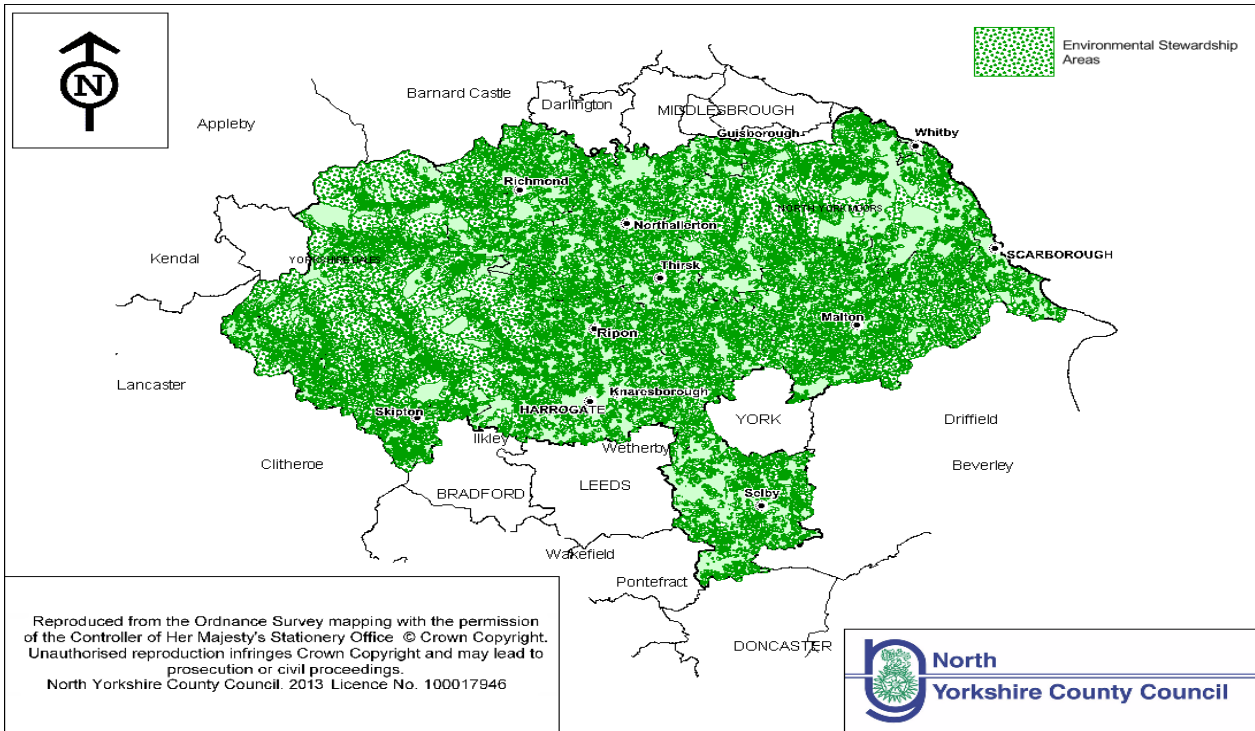 N
Environmental Stewardship
Areas
Barnard Castle
Darlington
MIDDLESBROUGH
Appleby
Guisborough
Whitby
Richmond
NORTH YORK MOORS
Northallerton
Kendal
YORKSHIRE DALES
SCARBOROUGH
Thirsk
Malton
Ripon
Lancaster
Knaresborough
HARROGATE
Skipton
YORK
Driffield
Ilkley
Wetherby
Clitheroe
Beverley
BRADFORD
LEEDS
Selby
Wakefield
Pontefract
DONCASTER
Reproduced from the Ordnance Survey mapping with the permission
of the Controller of Her Majesty's Stationery Office © Crown Copyright.
Unauthorised reproduction infringes Crown Copyright and may lead to
prosecution or civil proceedings.
North Yorkshire County Council. 2013 Licence No. 100017946
North
Yorkshire County Council